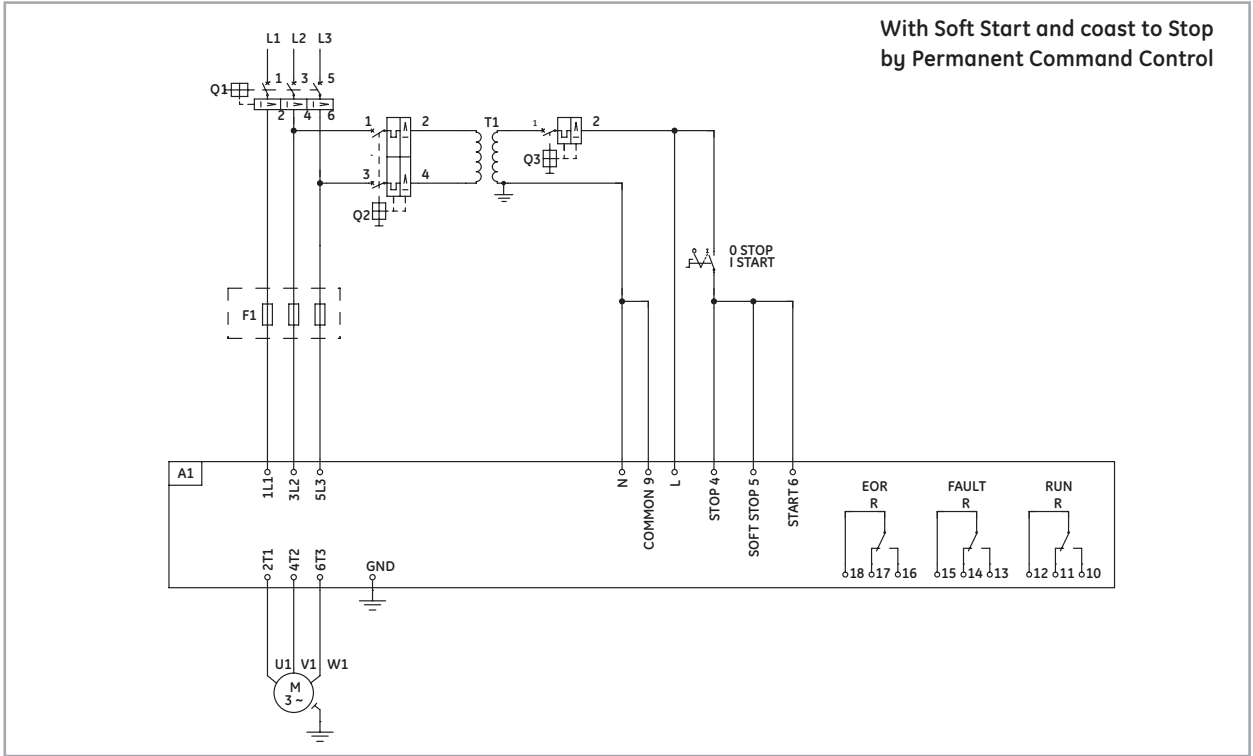 With Soft Start and coast to Stop
by Permanent Command Control
L1 L2 L3
1 3 5
Q1
2 4 6
1 2
T1
1 2
Q3
3 4
Q2
0 STOP
I START
F1
A1
1L1
3L2
5L3
N
COMMON 9
L
STOP 4
SOFT STOP 5
START 6
EOR
R
FAULT
R
RUN
R
18 17 16
15 14 13
12 11 10
2T1
4T2
6T3
GND
U1 V1 W1
M
3 ~